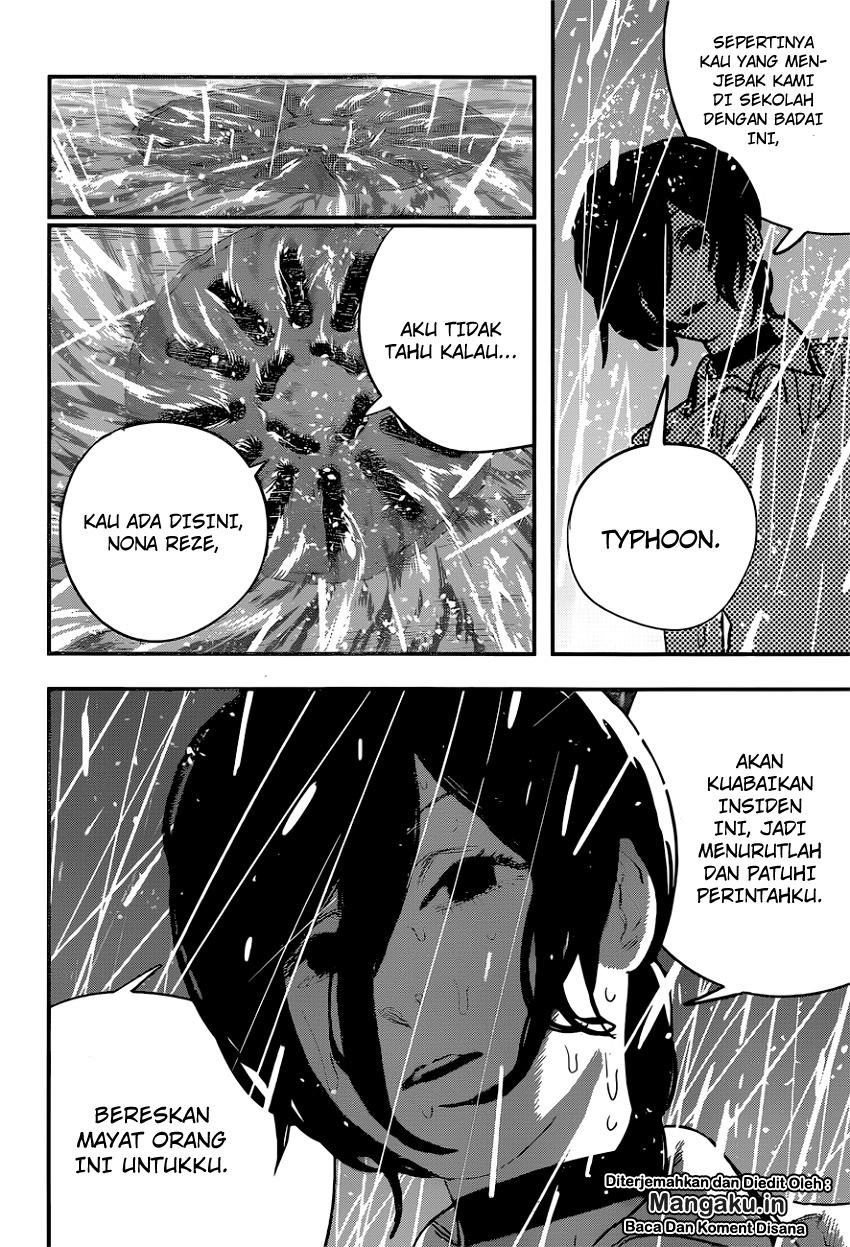 SEPERTINYA
KAU YANG MEN-
JEBAK KAMI
DI SEKOLAH
DENGAN BADAI
INI,
TYPHOON.
AKU TIDAK
TAHU KALAU...
KAU ADA DISINI,
NONA REZE,
AKAN
KUABAIKAN
INSIDEN
INI, JADI
MENURUTLAH
DAN PATUHI
PERINTAHKU.
BERESKAN
MAYAT ORANG
INI UNTUKKU.
Diterjemahkan dan Diedit Oleh:
Mangaku.in
Baca Dan Koment Disana